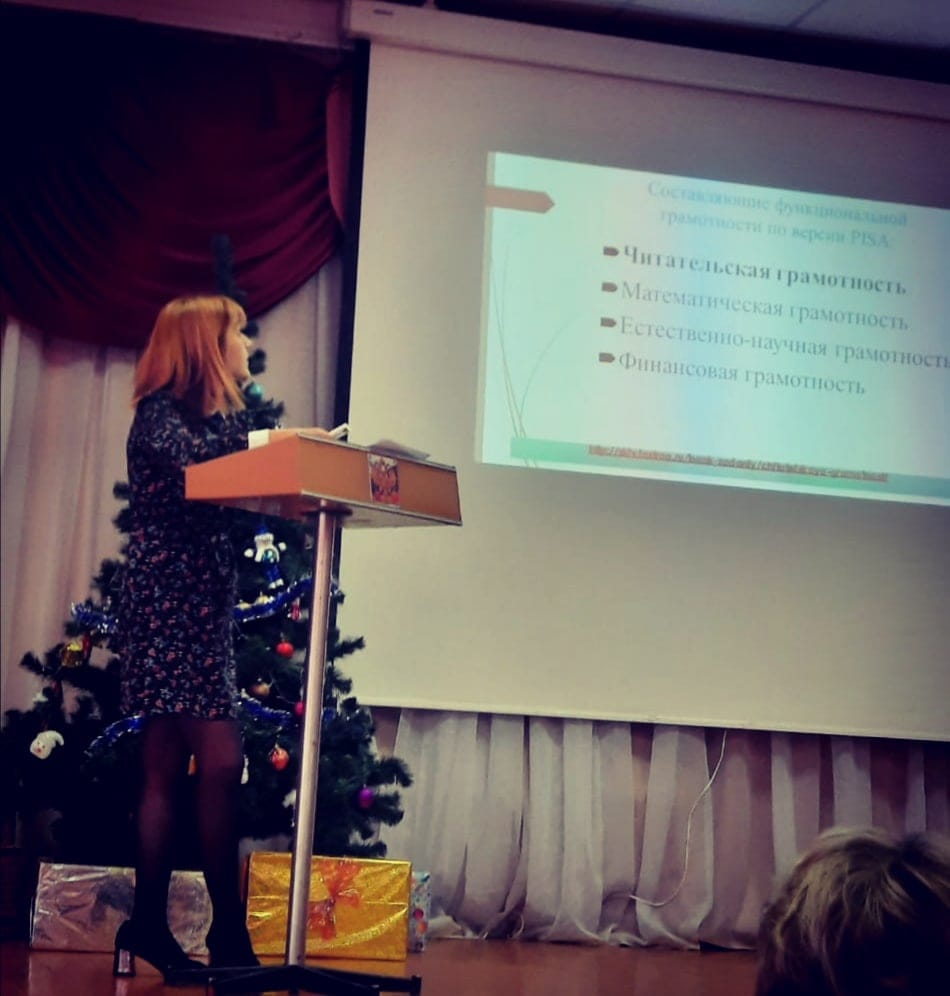 Составляющие функциональной
грамотности по версии PISA:
Читательская грамотность
Математическая грамотность
Естественно-научная грамотность
Финансовая грамотность